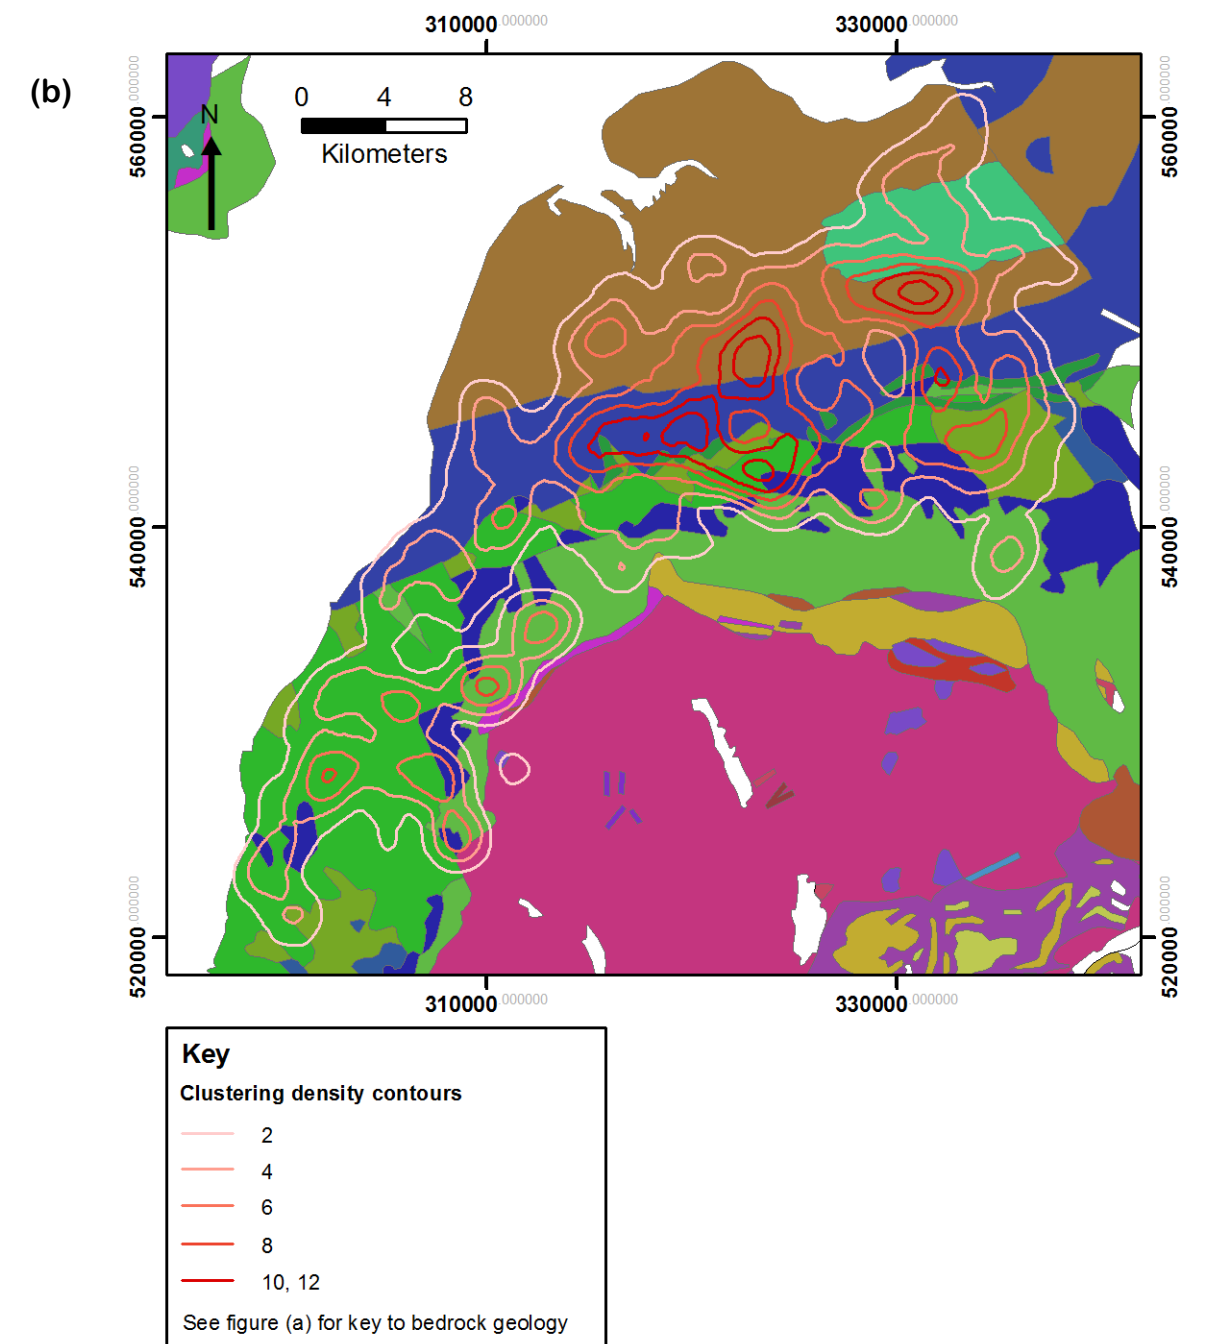 310000.000000 330000.000000
(b)
560000.000000
N
0 4 8
Kilometers
560000.000000
540000.000000
540000.000000
520000.000000
520000.000000
310000.000000 330000.000000
Key
Clustering density contours
2
4
6
8
10, 12
See figure (a) for key to bedrock geology